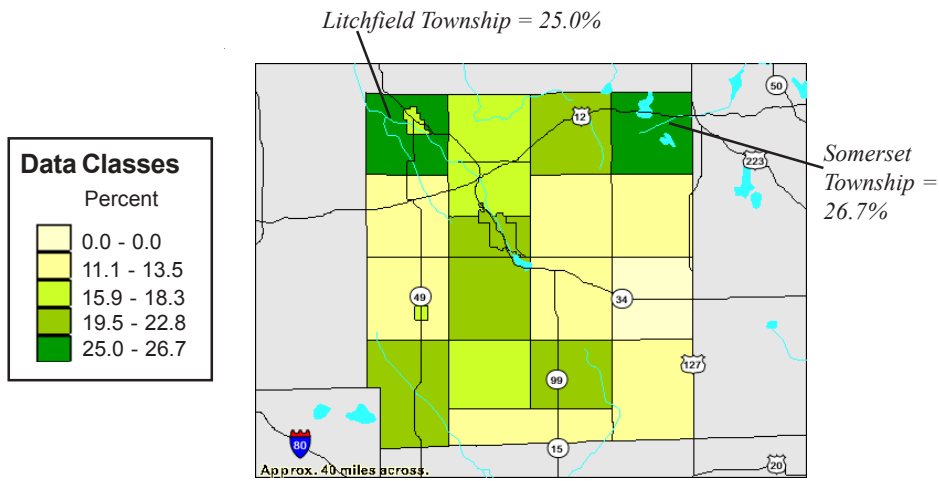 Litchfield Township = 25.0%
50
12
223
Somerset
Township =
26.7%
Data Classes
Percent
0.0 - 0.0
11.1 - 13.5
15.9 - 18.3
19.5 - 22.8
25.0 - 26.7
49
34
127
99
80
15
20
Approx. 40 miles across.